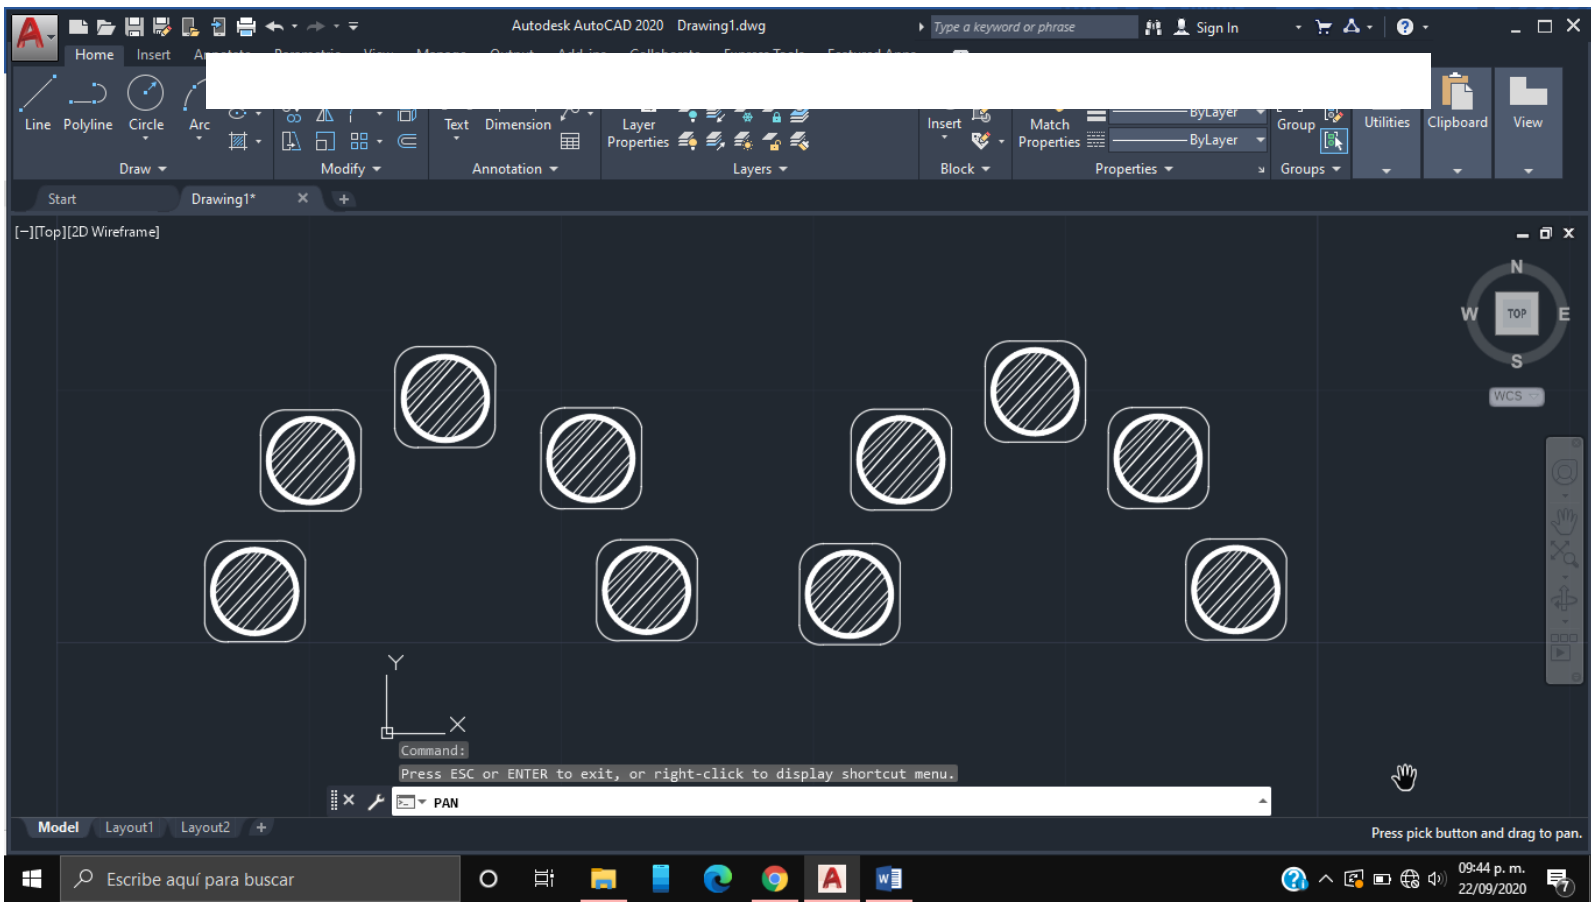 Autodesk AutoCAD 2020 Drawing1.dwg
Type a keyword or phrase
Sign In
Home Insert
Line Polyline Circle Arc
Text Dimension
Layer
Properties
Insert
Match
Properties
ByLayer
ByLayer
Group
Utilities Clipboard View
Draw Modify Annotation Layers Block Properties Groups
Start Drawing1*
[−][Top][2D Wireframe]
N
W TOP E
S
WCS
Y
X
Command:
Press ESC or ENTER to exit, or right-click to display shortcut menu.
PAN
Model Layout1 Layout2 +
Press pick button and drag to pan.
Escribe aquí para buscar
09:44 p. m.
22/09/2020
7